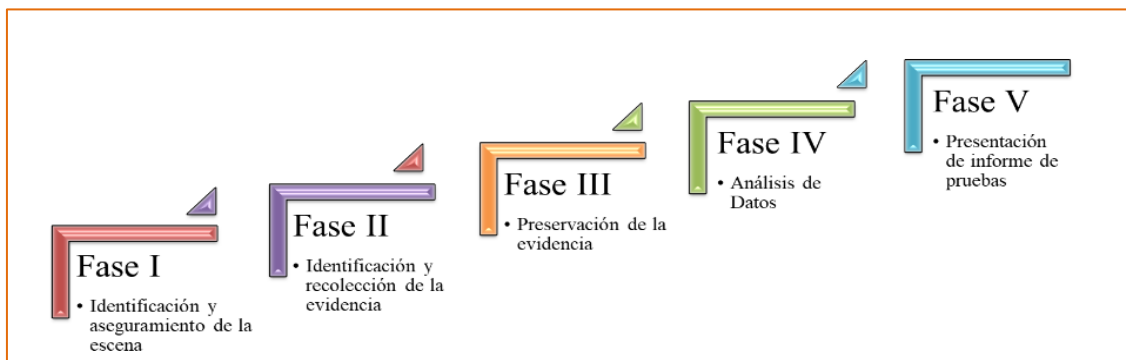 Fase I
• Identificación y
aseguramiento de la
escena
Fase II
• Identificación y
recolección de la
evidencia
Fase III
• Preservación de la
evidencia
Fase IV
• Análisis de
Datos
Fase V
• Presentación
de informe de
pruebas